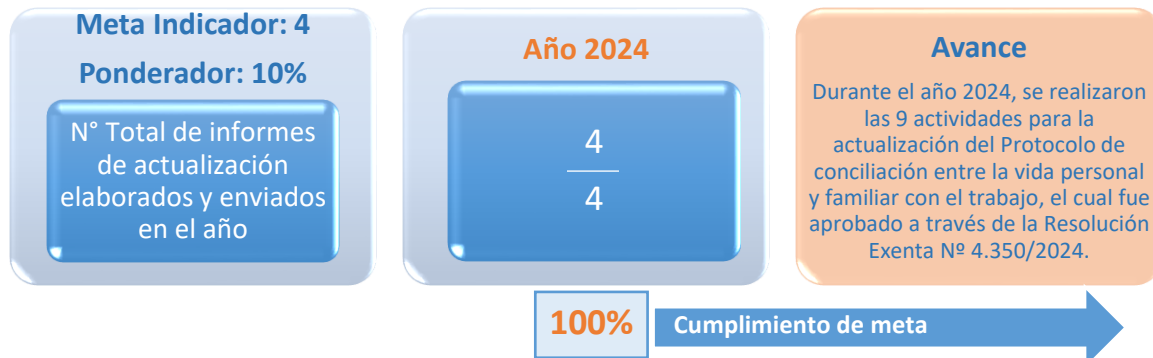 Meta Indicador: 4
Ponderador: 10%
N° Total de informes
de actualización
elaborados y enviados
en el año
Año 2024
4
4
Avance
Durante el año 2024, se realizaron
las 9 actividades para la
actualización del Protocolo de
conciliación entre la vida personal
y familiar con el trabajo, el cual fue
aprobado a través de la Resolución
Exenta Nº 4.350/2024.
100%
Cumplimiento de meta